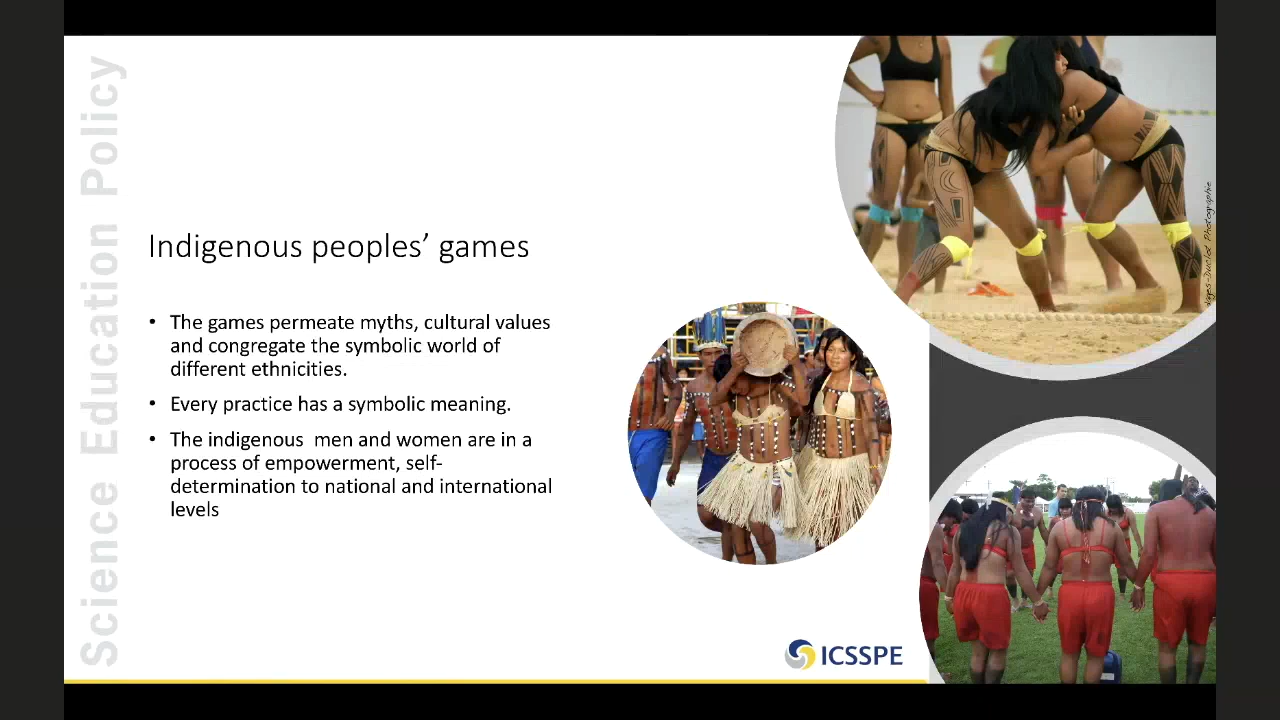 Science Education Policy
Indigenous peoples’ games
• The games permeate myths, cultural values
and congregate the symbolic world of
different ethnicities.
• Every practice has a symbolic meaning.
• The indigenous  men and women are in a
process of empowerment, self-
determination to national and international
levels
ICSSPE
Photographie